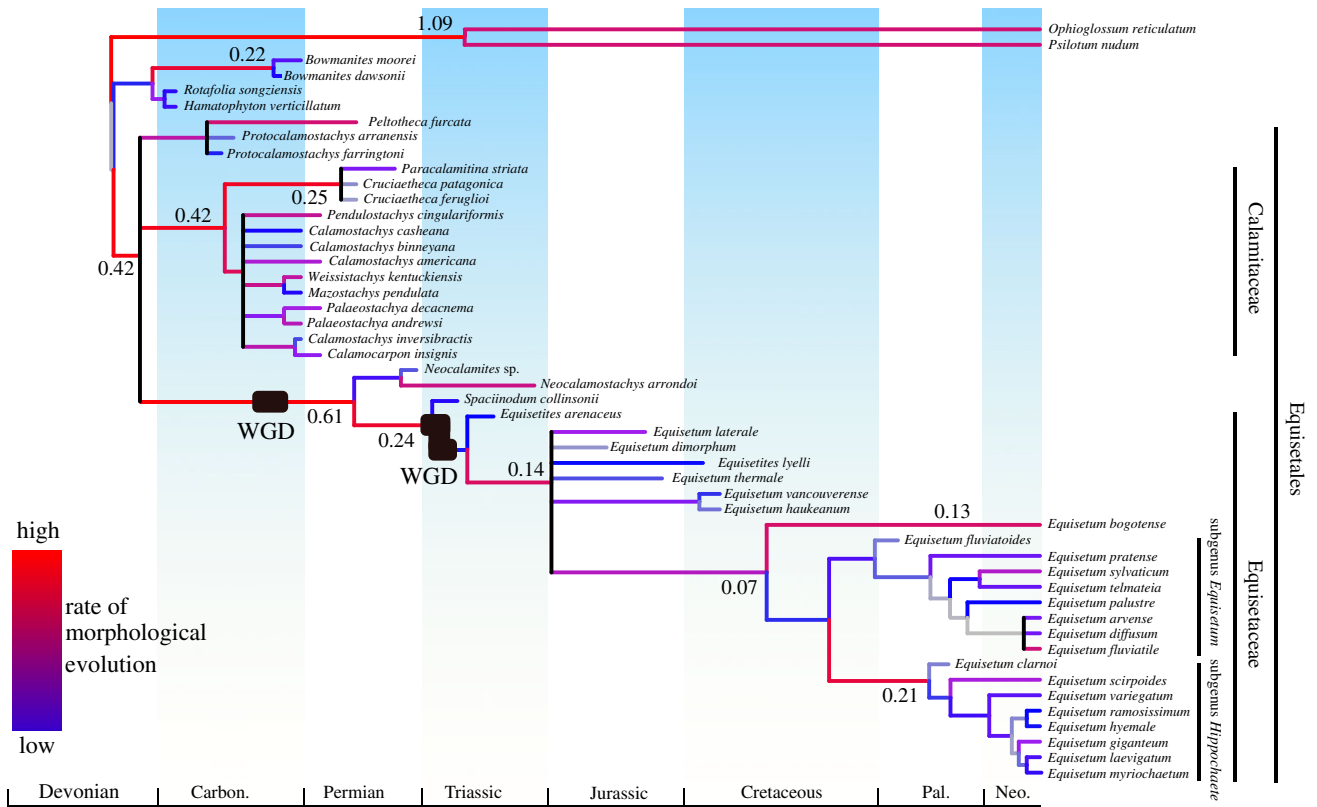 1.09
Ophioglossum reticulatum
Psilotum nudum
0.22
Bowmanites moorei
Bowmanites dawsonii
Rotafolia songziensis
Hamatophyton verticillatum
Peltotheca furcata
Protocalamostachys arranensis
Protocalamostachys farringtoni
Paracalamitina striata
Cruciaetheca patagonica
0.25
Cruciaetheca feruglioi
0.42
Pendulostachys cingulariformis
Calamostachys casheana
Calamostachys binneyana
0.42
Calamostachys americana
Weissistachys kentuckiensis
Mazostachys pendulata
Palaeostachya decacnema
Palaeostachya andrewsi
Calamostachys inversibractis
Calamocarpon insignis
Neocalamites sp.
Neocalamostachys arrondoi
WGD
0.61
Spaciinodum collinsonii
Equisetites arenaceus
0.24
WGD
Equisetum laterale
Equisetum dimorphum
0.14
Equisetites lyelli
Equisetum thermale
Equisetum vancouverense
Equisetum haukeanum
0.13
Equisetum bogotense
0.07
Equisetum fluviatoides
Equisetum pratense
Equisetum sylvaticum
Equisetum telmateia
Equisetum palustre
Equisetum arvense
Equisetum diffusum
Equisetum fluviatile
Equisetum clarnoi
0.21
Equisetum scirpoides
Equisetum variegatum
Equisetum ramosissimum
Equisetum hyemale
Equisetum giganteum
Equisetum laevigatum
Equisetum myriochaetum
subgenus Equisetum
subgenus Hippochaete
Calamitaceae
Equisetaceae
Equisetales
high
rate of
morphological
evolution
low
Devonian
Carbon.
Permian
Triassic
Jurassic
Cretaceous
Pal.
Neo.